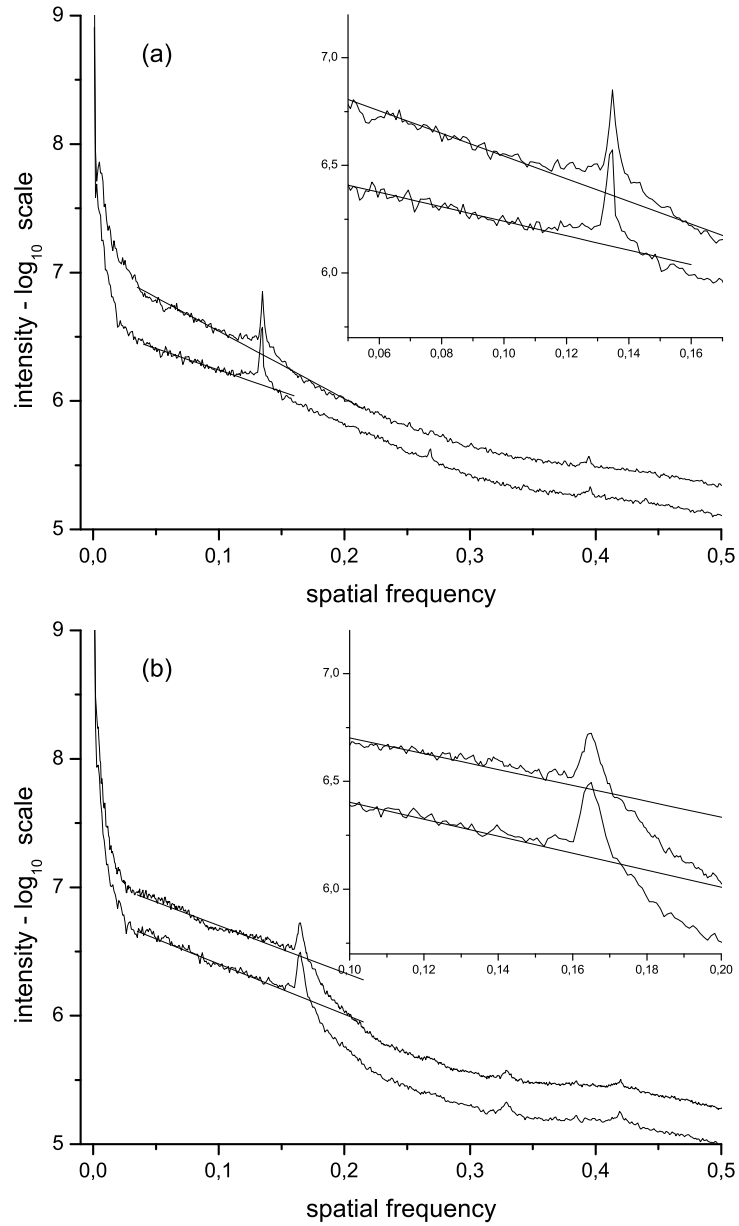 (a)
9
8
7
6
5
intensity - log10 scale
0,0 0,1 0,2 0,3 0,4 0,5
spatial frequency
7,0
6,5
6,0
0,06 0,08 0,10 0,12 0,14 0,16
(b)
9
8
7
6
5
intensity - log10 scale
0,0 0,1 0,2 0,3 0,4 0,5
spatial frequency
7,0
6,5
6,0
0,10 0,12 0,14 0,16 0,18 0,20